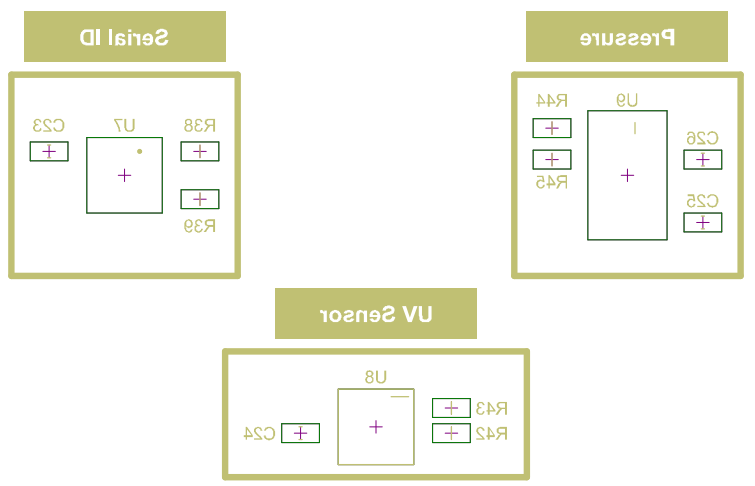 Serial ID
Pressure
C23
U7
R38
R39
R44
U9
C26
R45
C25
UV Sensor
U8
C24
R43
R42